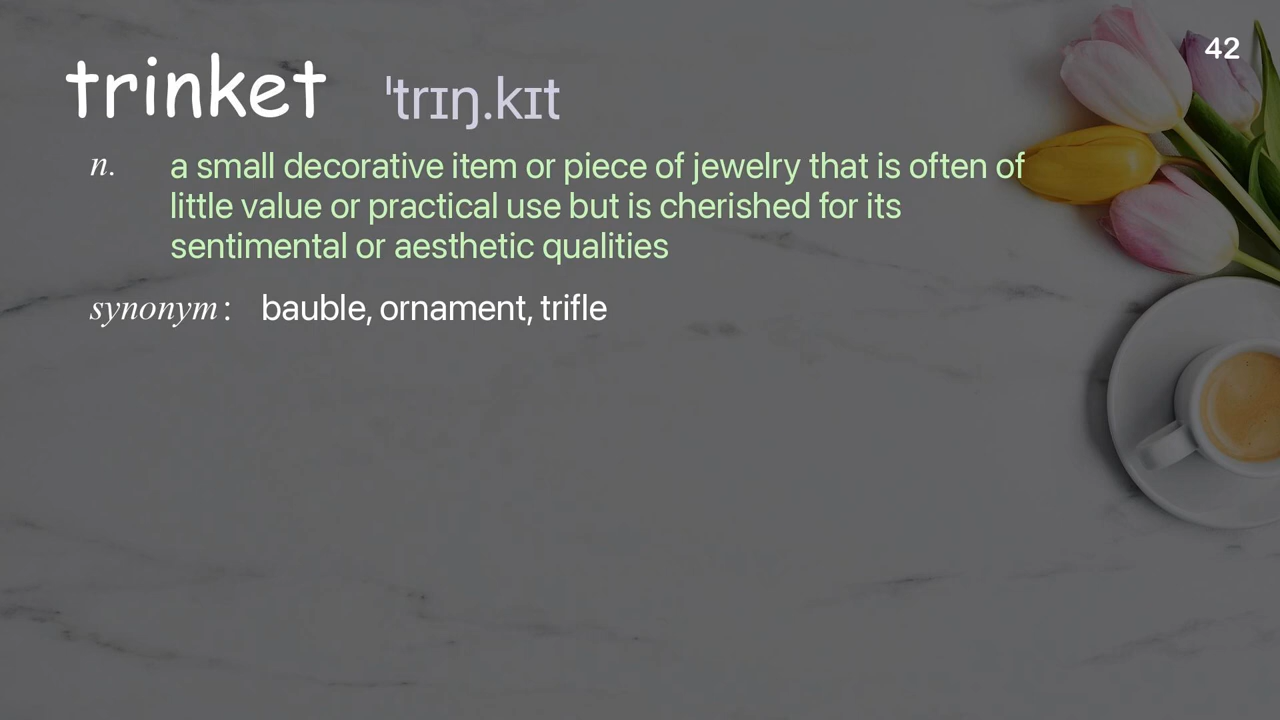 42
trinket ˈtrɪŋ.kɪt
n. a small decorative item or piece of jewelry that is often of
little value or practical use but is cherished for its
sentimental or aesthetic qualities
synonym: bauble, ornament, trifle